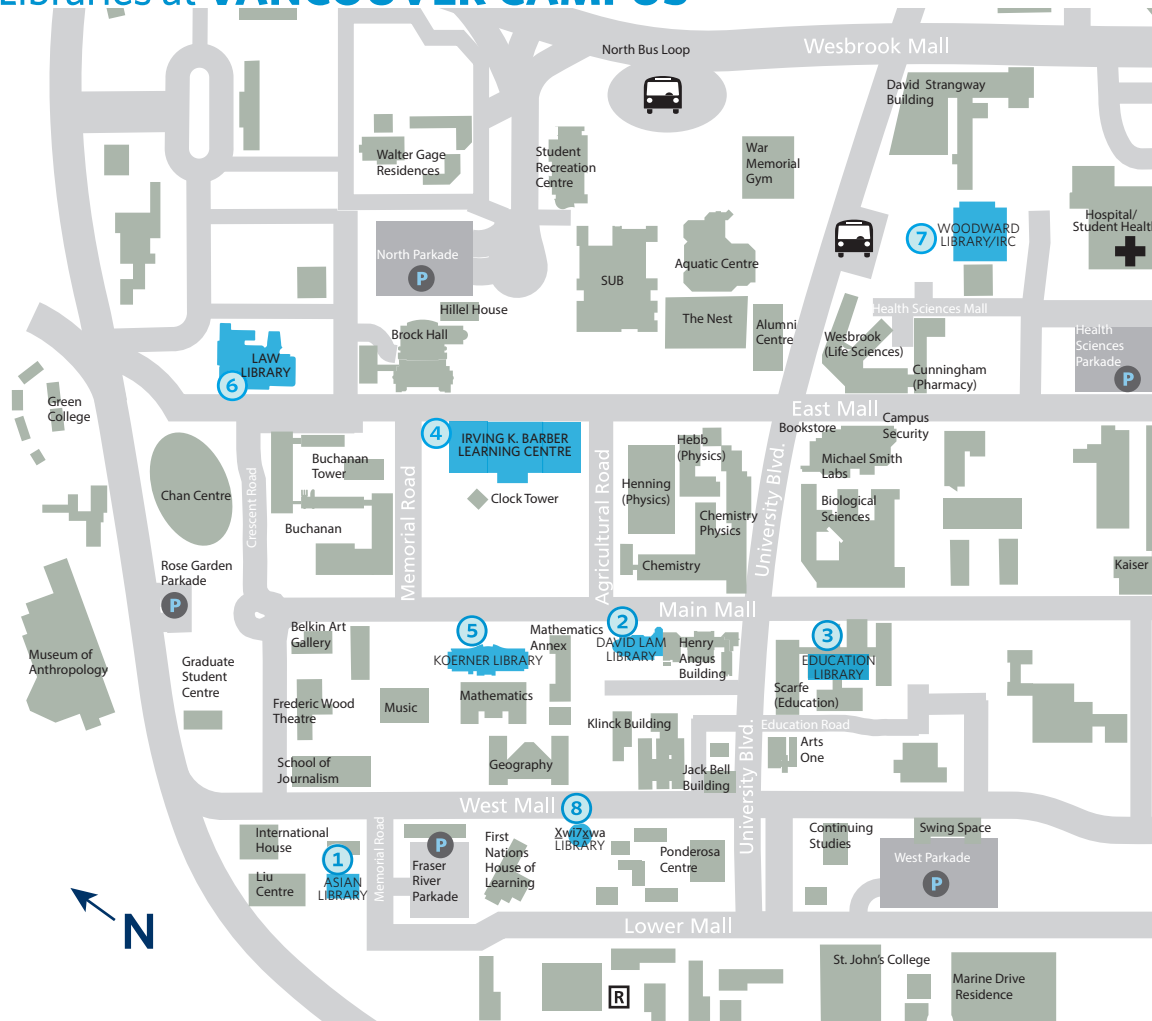 Libraries at VANCOUVER CAMPUS
North Bus Loop
Wesbrook Mall
David Strangway
Building
Walter Gage
Residences
Student
Recreation
Centre
War
Memorial
Gym
Hospital/
Student Health
7
WOODWARD
LIBRARY/IRC
North Parkade
P
SUB
Aquatic Centre
Hillel House
The Nest
Alumni
Centre
Health Sciences Mall
Brock Hall
Wesbrook
(Life Sciences)
Health
Sciences
Parkade
P
LAW
LIBRARY
6
Cunningham
(Pharmacy)
Green
College
East Mall
Bookstore
Campus
Security
4
IRVING K. BARBER
LEARNING CENTRE
Hebb
(Physics)
Buchanan
Tower
Michael Smith
Labs
Chan Centre
Crescent Road
Memorial Road
Clock Tower
Agricultural Road
Henning
(Physics)
Chemistry
Physics
University Blvd.
Biological
Sciences
Buchanan
Rose Garden
Parkade
P
Chemistry
Kaiser
Main Mall
Belkin Art
Gallery
5
KOERNER LIBRARY
Mathematics
Annex
2
DAVID LAM
LIBRARY
Henry
Angus
Building
3
EDUCATION
LIBRARY
Museum of
Anthropology
Graduate
Student
Centre
Scarfe
(Education)
Frederic Wood
Theatre
Music
Mathematics
Klinck Building
Education Road
University Blvd.
Arts
One
School of
Journalism
Geography
Jack Bell
Building
West Mall
8
Xwi7xwa
LIBRARY
International
House
Memorial Road
P
Fraser
River
Parkade
First
Nations
House of
Learning
Ponderosa
Centre
Continuing
Studies
Swing Space
West Parkade
P
1
ASIAN
LIBRARY
Liu
Centre
N
Lower Mall
St. John's College
R
Marine Drive
Residence